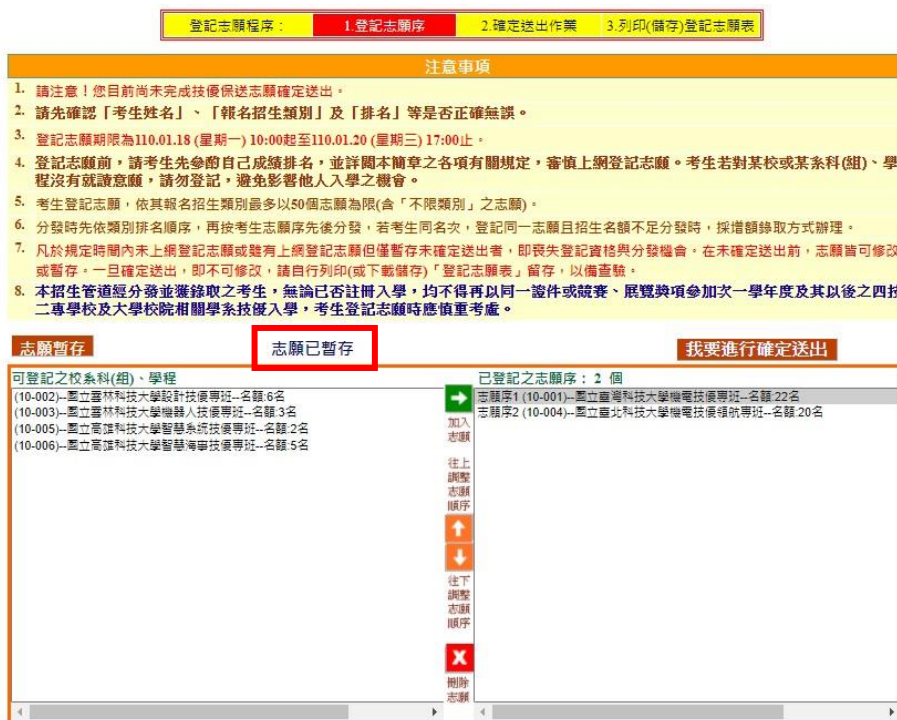 登記志願程序： 1.登記志願序 2.確定送出作業 3.列印(儲存)登記志願表
注意事項
1. 請注意！您目前尚未完成技優保送志願確定送出。
2. 請先確認「考生姓名」、「報名招生類別」及「排名」等是否正確無誤。
3. 登記志願期限為110.01.18 (星期一) 10:00起至110.01.20 (星期三) 17:00止。
4. 登記志願前，請考生先參酌自己成績排名，並詳閱本簡章之各項有關規定，審慎上網登記志願。考生若對某校或某系科(組)、學
程沒有就讀意願，請勿登記，避免影響他人入學之機會。
5. 考生登記志願，依其報名招生類別最多以50個志願為限(含「不限類別」之志願)。
6. 分發時先依類別排名順序，再按考生志願序先後分發，若考生同名次，登記同一志願且招生名額不足分發時，採增額錄取方式辦理。
7. 凡於規定時間內未上網登記志願或雖有上網登記志願但僅暫存未確定送出者，即喪失登記資格與分發機會。在未確定送出前，志願皆可修改
或暫存。一旦確定送出，即不可修改，請自行列印(或下載儲存)「登記志願表」留存，以備查驗。
8. 本招生管道經分發並獲錄取之考生，無論已否註冊入學，均不得再以同一證件或競賽、展覽獎項參加次一學年度及其以後之四技
二專學校及大學校院相關學系技優入學，考生登記志願時應慎重考慮。
志願暫存 志願已暫存 我要進行確定送出
可登記之校系科(組)、學程
(10-002)--國立雲林科技大學設計技優專班--名額:6名
(10-003)--國立雲林科技大學機器人技優專班--名額:3名
(10-005)--國立高雄科技大學智慧系統技優專班--名額:2名
(10-006)--國立高雄科技大學智慧海事技優專班--名額:5名
加入
志願
往上
調整
志願
順序
往下
調整
志願
順序
X
刪除
志願
已登記之志願序：2 個
志願序1 (10-001)--國立臺灣科技大學機電技優專班--名額:22名
志願序2 (10-004)--國立臺北科技大學機電技優領航專班--名額:20名